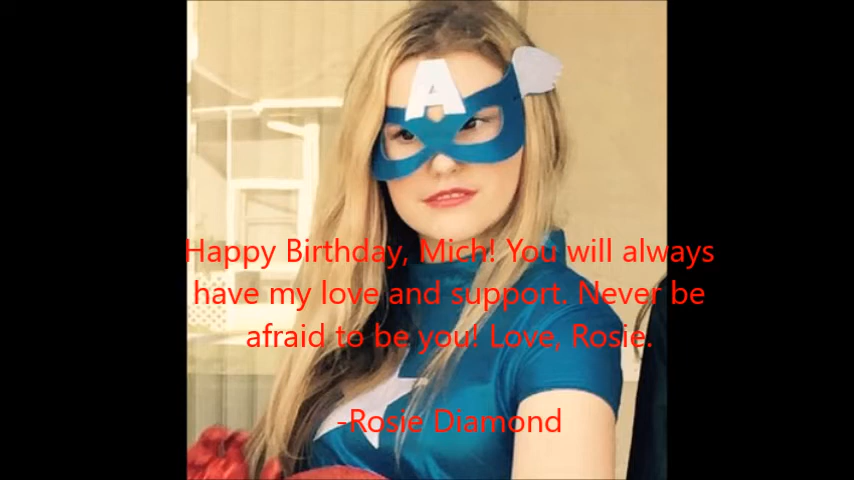 A
Happy Birthday, Mich! You will always
have my love and support. Never be
afraid to be you! Love, Rosie.
-Rosie Diamond